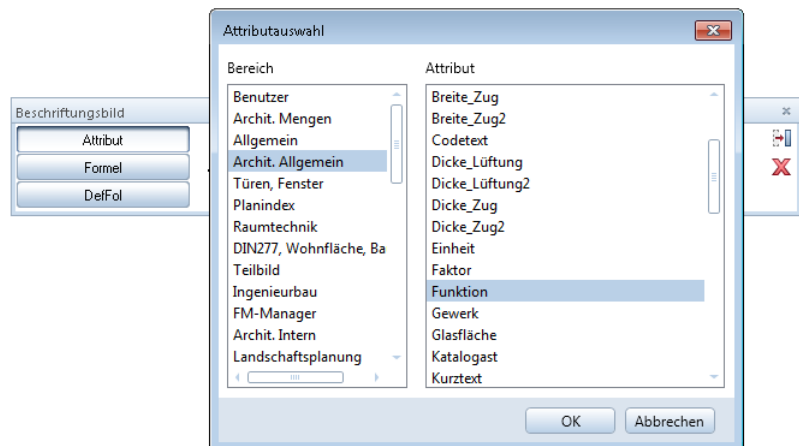 Attributauswahl
Bereich
Attribut
Benutzer
Archit. Mengen
Allgemein
Archit. Allgemein
Türen, Fenster
Planindex
Raumtechnik
DIN277, Wohnfläche, Ba
Teilbild
Ingenieurbau
FM-Manager
Archit. Intern
Landschaftsplanung
Breite_Zug
Breite_Zug2
Codetext
Dicke_Lüftung
Dicke_Lüftung2
Dicke_Zug
Dicke_Zug2
Einheit
Faktor
Funktion
Gewerk
Glasfläche
Katalogast
Kurztext
OK
Abbrechen
Beschriftungsbild
Attribut
Formel
DefFol